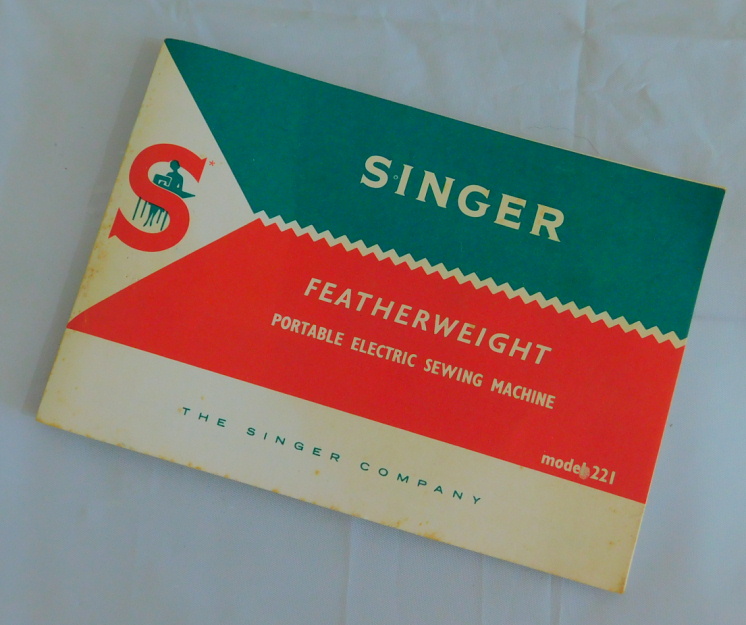 S*
SINGER
FEATHERWEIGHT
PORTABLE ELECTRIC SEWING MACHINE
model 221
THE SINGER COMPANY